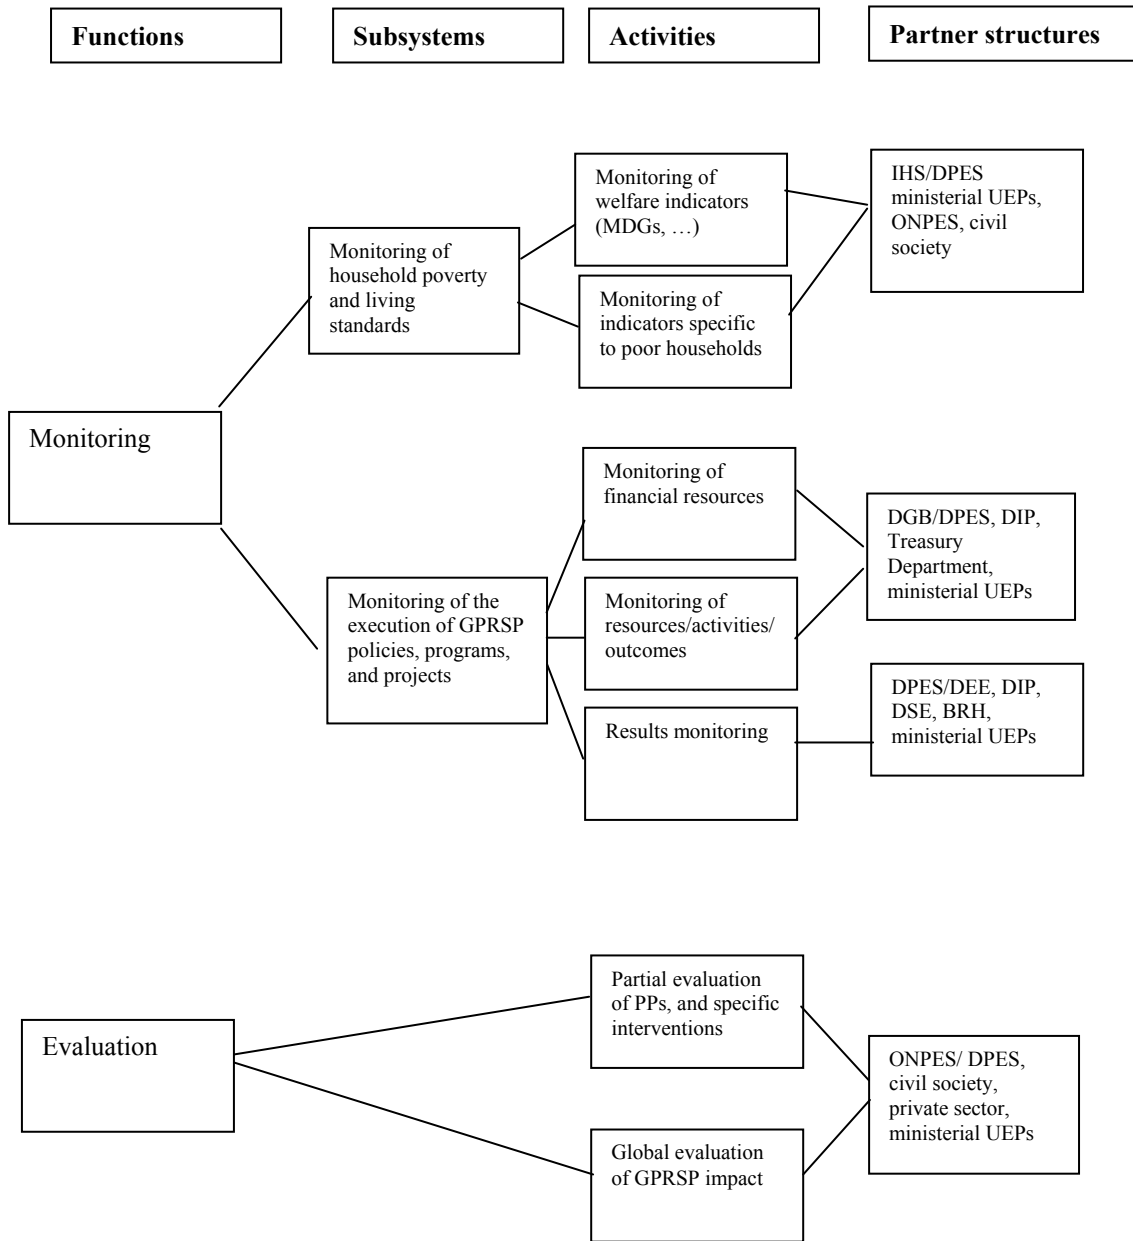 Functions
Subsystems
Activities
Partner structures
Monitoring of
welfare indicators
(MDGs, …)
IHS/DPES
ministerial UEPs,
ONPES, civil
society
Monitoring of
household poverty
and living
standards
Monitoring of
indicators specific
to poor households
Monitoring
Monitoring of
financial resources
DGB/DPES, DIP,
Treasury
Department,
ministerial UEPs
Monitoring of the
execution of GPRSP
policies, programs,
and projects
Monitoring of
resources/activities/
outcomes
Results monitoring
DPES/DEE, DIP,
DSE, BRH,
ministerial UEPs
Evaluation
Partial evaluation
of PPs, and specific
interventions
ONPES/ DPES,
civil society,
private sector,
ministerial UEPs
Global evaluation
of GPRSP impact